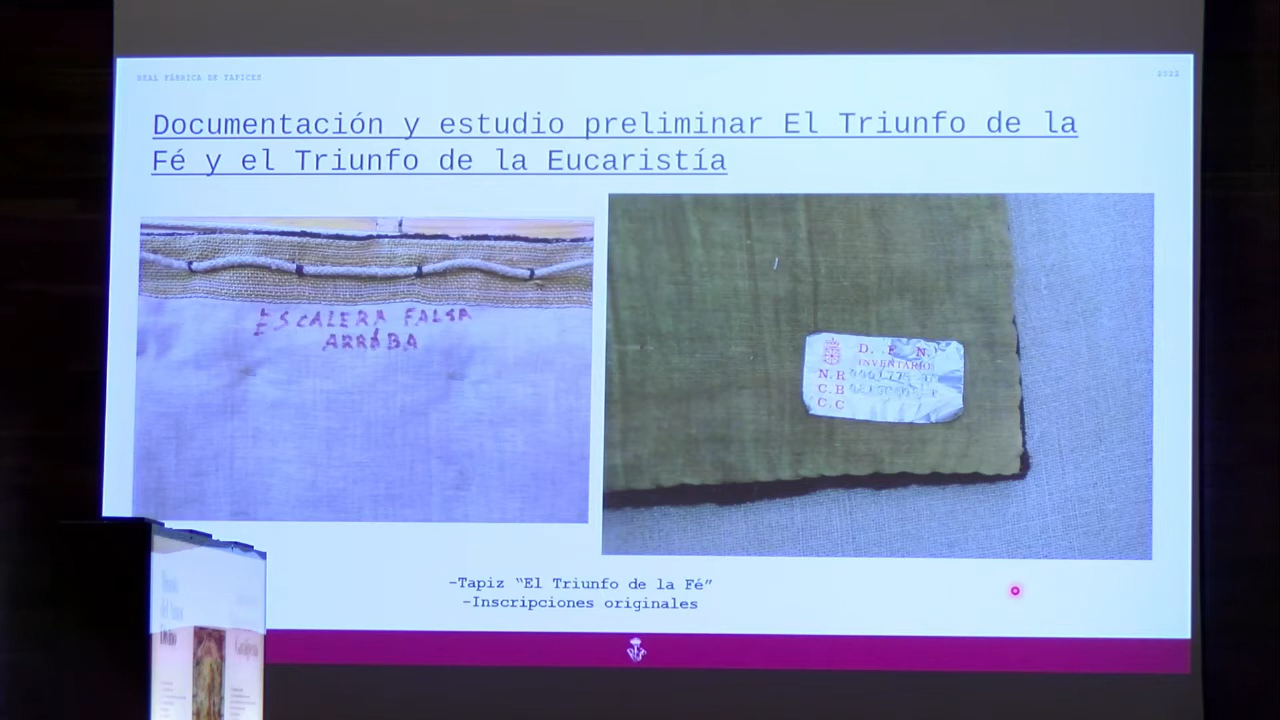 REAL FÁBRICA DE TAPICES
2022
Documentación y estudio preliminar El Triunfo de la
Fé y el Triunfo de la Eucaristía
ESCALERA FALSA
ARRIBA
D. F. N.
INVENTARIO
N.R
C.B
C.C
-Tapiz “El Triunfo de la Fé”
-Inscripciones originales